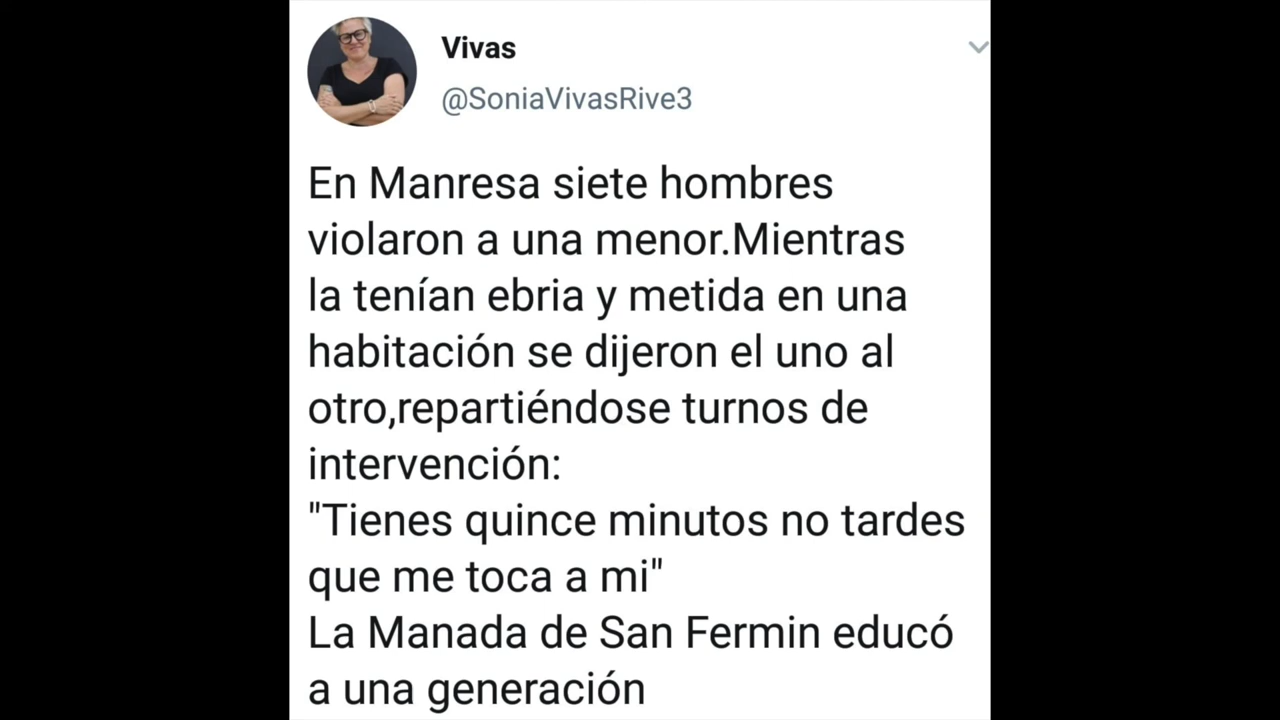 Vivas
@SoniaVivasRive3
En Manresa siete hombres
violaron a una menor.Mientras
la tenían ebria y metida en una
habitación se dijeron el uno al
otro,repartiéndose turnos de
intervención:
"Tienes quince minutos no tardes
que me toca a mi"
La Manada de San Fermin educó
a una generación